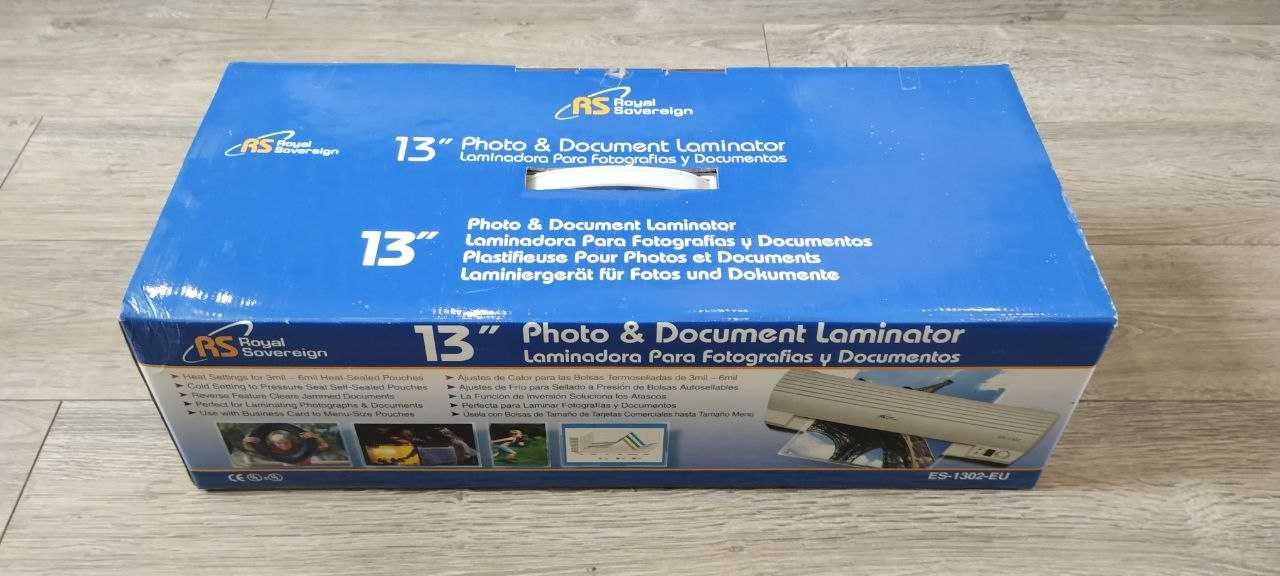 RS Royal Sovereign
RS Royal Sovereign
13" Photo & Document Laminator
Laminadora Para Fotografías y Documentos
13"
Photo & Document Laminator
Laminadora Para Fotografías y Documentos
Plastifieuse Pour Photos et Documents
Laminiergerät für Fotos und Dokumente
RS Royal Sovereign
13" Photo & Document Laminator
Laminadora Para Fotografías y Documentos
➤ Heat Settings for 3mil – 6mil Heat-Sealed Pouches
➤ Cold Setting to Pressure Seal Self-Sealed Pouches
➤ Reverse Feature Clears Jammed Documents
➤ Perfect for Laminating Photographs & Documents
➤ Use with Business Card to Menu-Size Pouches
➤ Ajustes de Calor para las Bolsas Termoselladas de 3mil – 6mil
➤ Ajustes de Frío para Sellado a Presión de Bolsas Autosellables
➤ La Función de Inversión Soluciona los Atascos
➤ Perfecta para Laminar Fotografías y Documentos
➤ Úsela con Bolsas de Tamaño de Tarjetas Comerciales hasta Tamaño Menú
CE
ES-1302-EU